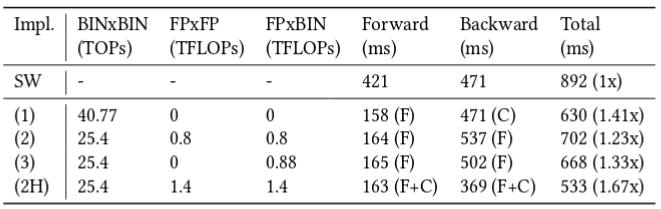 Impl. BINxBIN FPxFP FPxBIN Forward Backward Total
(TOPs) (TFLOPs) (TFLOPs) (ms) (ms) (ms)
SW - - - 421 471 892 (1x)
(1) 40.77 0 0 158 (F) 471 (C) 630 (1.41x)
(2) 25.4 0.8 0.8 164 (F) 537 (F) 702 (1.23x)
(3) 25.4 0 0.88 165 (F) 502 (F) 668 (1.33x)
(2H) 25.4 1.4 1.4 163 (F+C) 369 (F+C) 533 (1.67x)